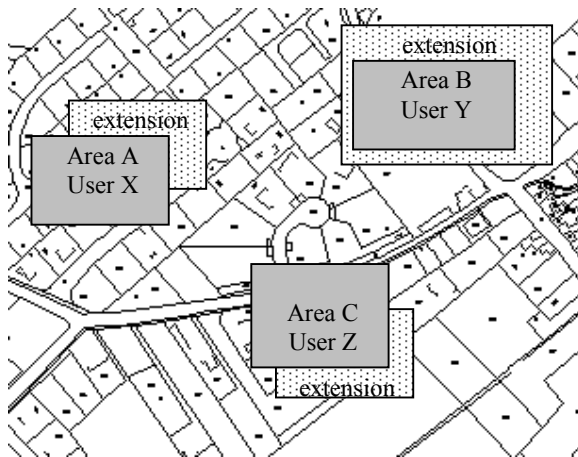 extension
Area B
User Y
extension
Area A
User X
Area C
User Z
extension